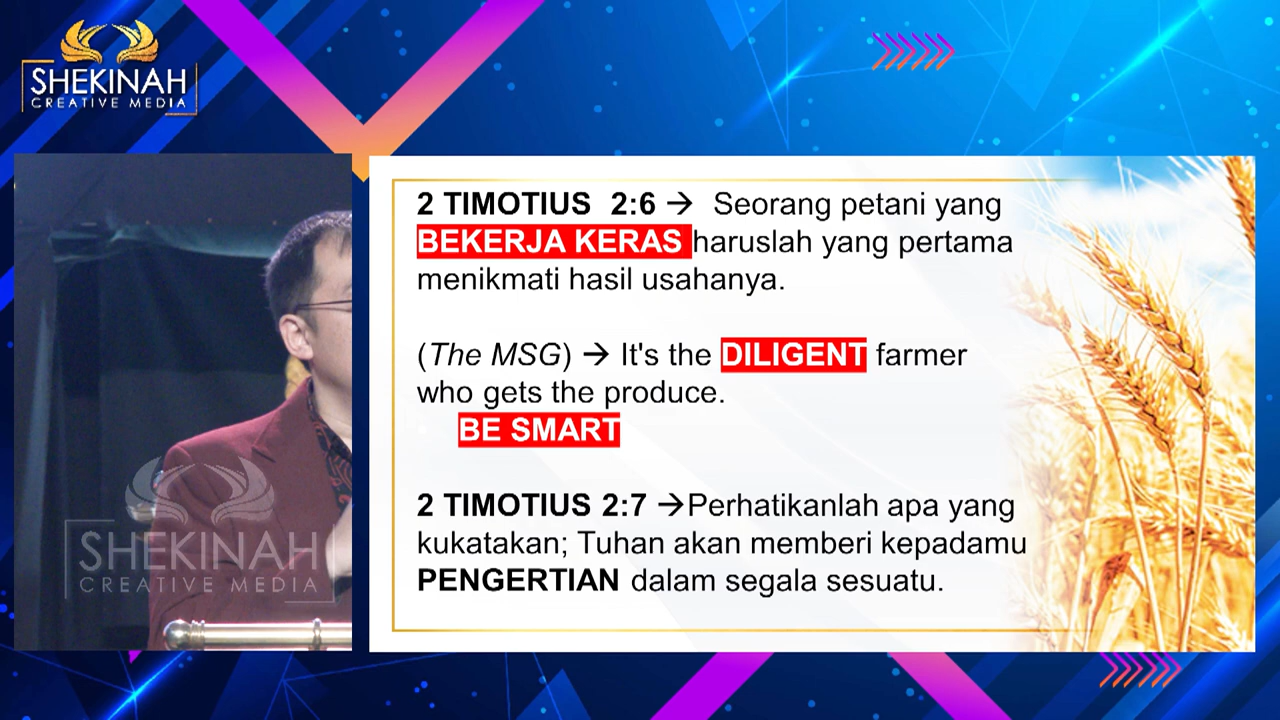 SHEKINAH
CREATIVE MEDIA
2 TIMOTIUS 2:6 → Seorang petani yang
BEKERJA KERAS haruslah yang pertama
menikmati hasil usahanya.
(The MSG) → It's the DILIGENT farmer
who gets the produce.
BE SMART
2 TIMOTIUS 2:7 →Perhatikanlah apa yang
kukatakan; Tuhan akan memberi kepadamu
PENGERTIAN dalam segala sesuatu.
SHEKINAH
CREATIVE MEDIA